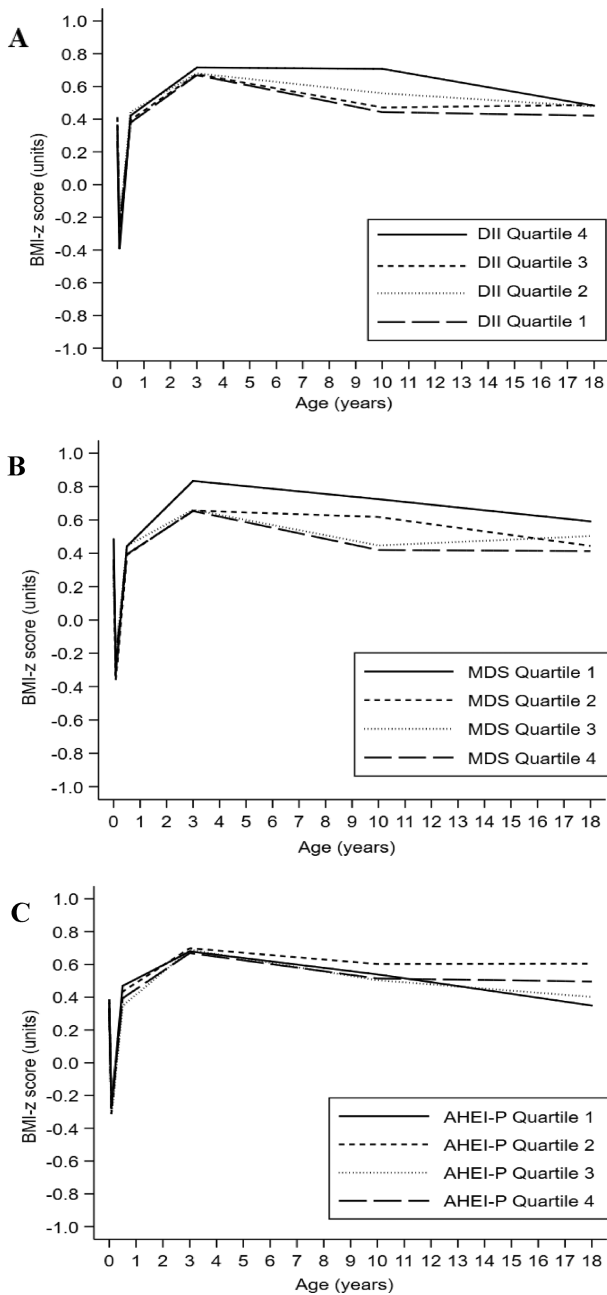 A
1.0
0.8
0.6
0.4
0.2
0.0
-0.2
-0.4
-0.6
-0.8
-1.0
BMI-z score (units)
DII Quartile 4
DII Quartile 3
DII Quartile 2
DII Quartile 1
0 1 2 3 4 5 6 7 8 9 10 11 12 13 14 15 16 17 18
Age (years)
B
1.0
0.8
0.6
0.4
0.2
0.0
-0.2
-0.4
-0.6
-0.8
-1.0
BMI-z score (units)
MDS Quartile 1
MDS Quartile 2
MDS Quartile 3
MDS Quartile 4
0 1 2 3 4 5 6 7 8 9 10 11 12 13 14 15 16 17 18
Age (years)
C
1.0
0.8
0.6
0.4
0.2
0.0
-0.2
-0.4
-0.6
-0.8
-1.0
BMI-z score (units)
AHEI-P Quartile 1
AHEI-P Quartile 2
AHEI-P Quartile 3
AHEI-P Quartile 4
0 1 2 3 4 5 6 7 8 9 10 11 12 13 14 15 16 17 18
Age (years)